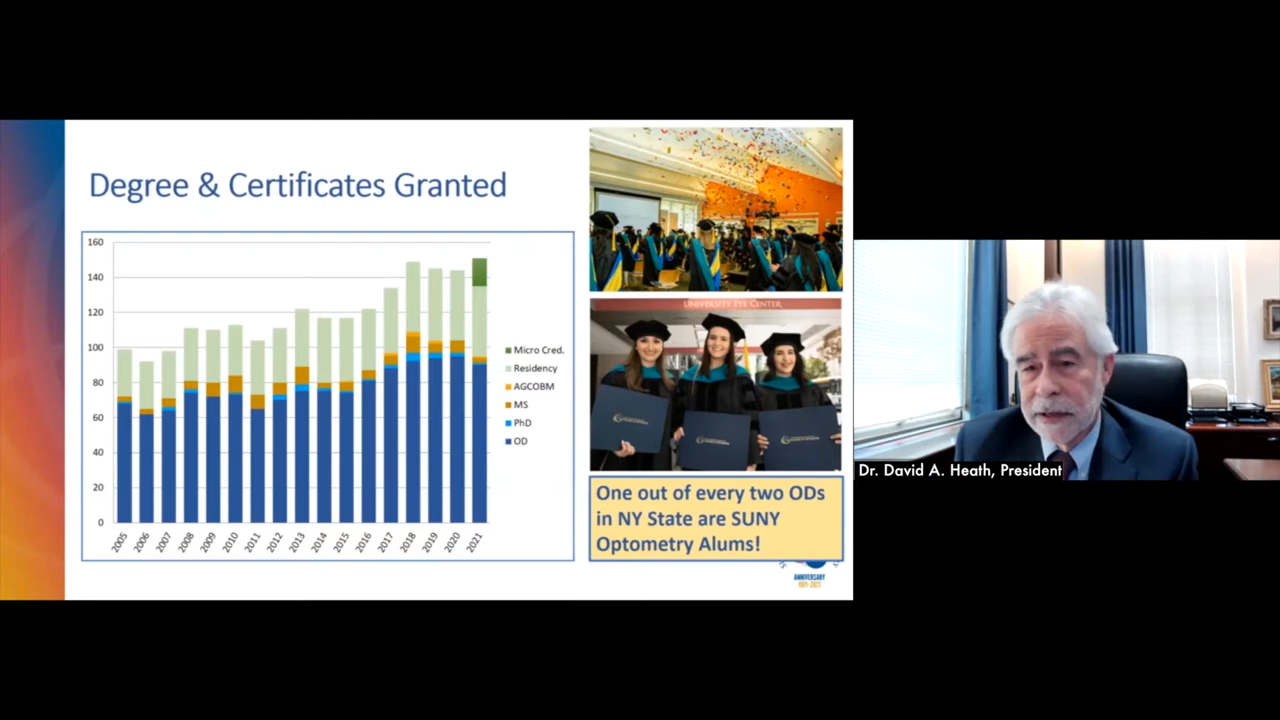 Degree & Certificates Granted
160
140
120
100
80
60
40
20
0
2005
2006
2007
2008
2009
2010
2011
2012
2013
2014
2015
2016
2017
2018
2019
2020
2021
Micro Cred.
Residency
AGCOBM
MS
PhD
OD
UNIVERSITY EYE CENTER
One out of every two ODs
in NY State are SUNY
Optometry Alums!
ANNIVERSARY
1971-2021
Dr. David A. Heath, President